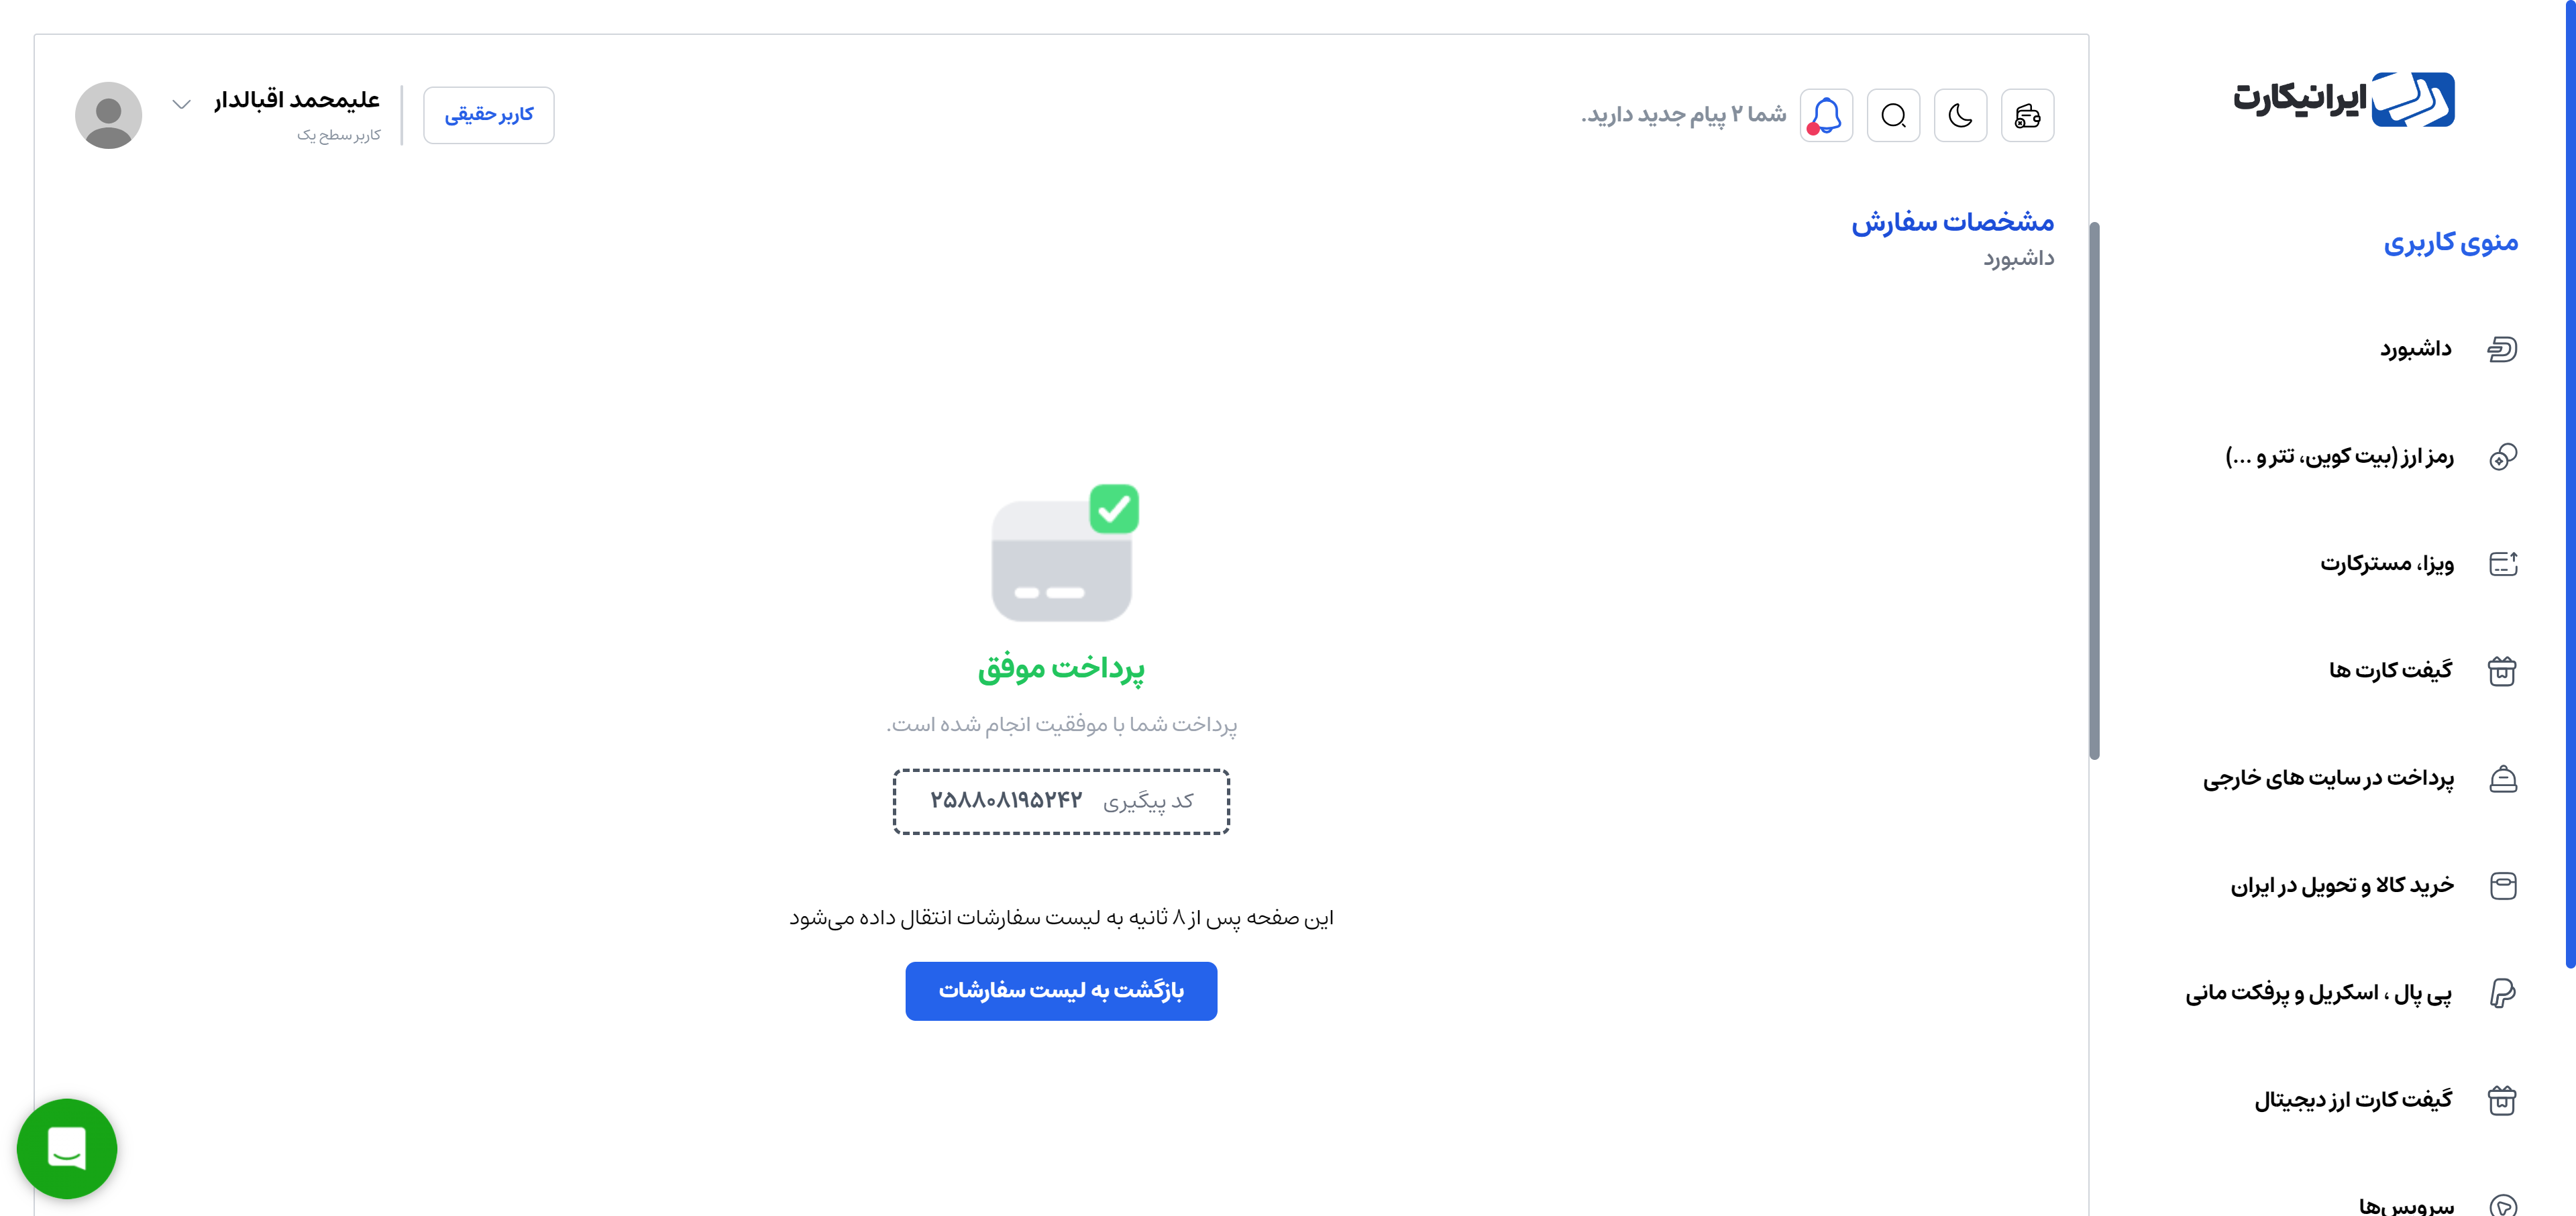 ایرانیکارت
منوی کاربری
داشبورد
رمز ارز (بیت کوین، تتر و ...)
ویزا، مسترکارت
گیفت کارت ها
پرداخت در سایت های خارجی
خرید کالا و تحویل در ایران
پی پال ، اسکریل و پرفکت مانی
گیفت کارت ارز دیجیتال
سرویس‌ها
شما ۲ پیام جدید دارید.
کاربر حقیقی
علیمحمد اقبالدار
کاربر سطح یک
مشخصات سفارش
داشبورد
پرداخت موفق
پرداخت شما با موفقیت انجام شده است.
کد پیگیری ۲۵۸۸۰۸۱۹۵۲۴۲
این صفحه پس از ۸ ثانیه به لیست سفارشات انتقال داده می‌شود
بازگشت به لیست سفارشات